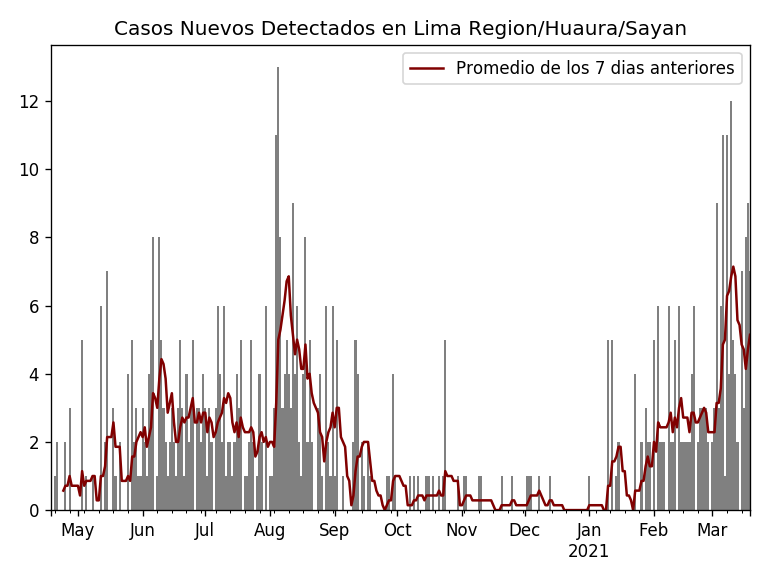 Casos Nuevos Detectados en Lima Region/Huaura/Sayan
Promedio de los 7 dias anteriores
12
10
8
6
4
2
0
May Jun Jul Aug Sep Oct Nov Dec Jan Feb Mar
2021